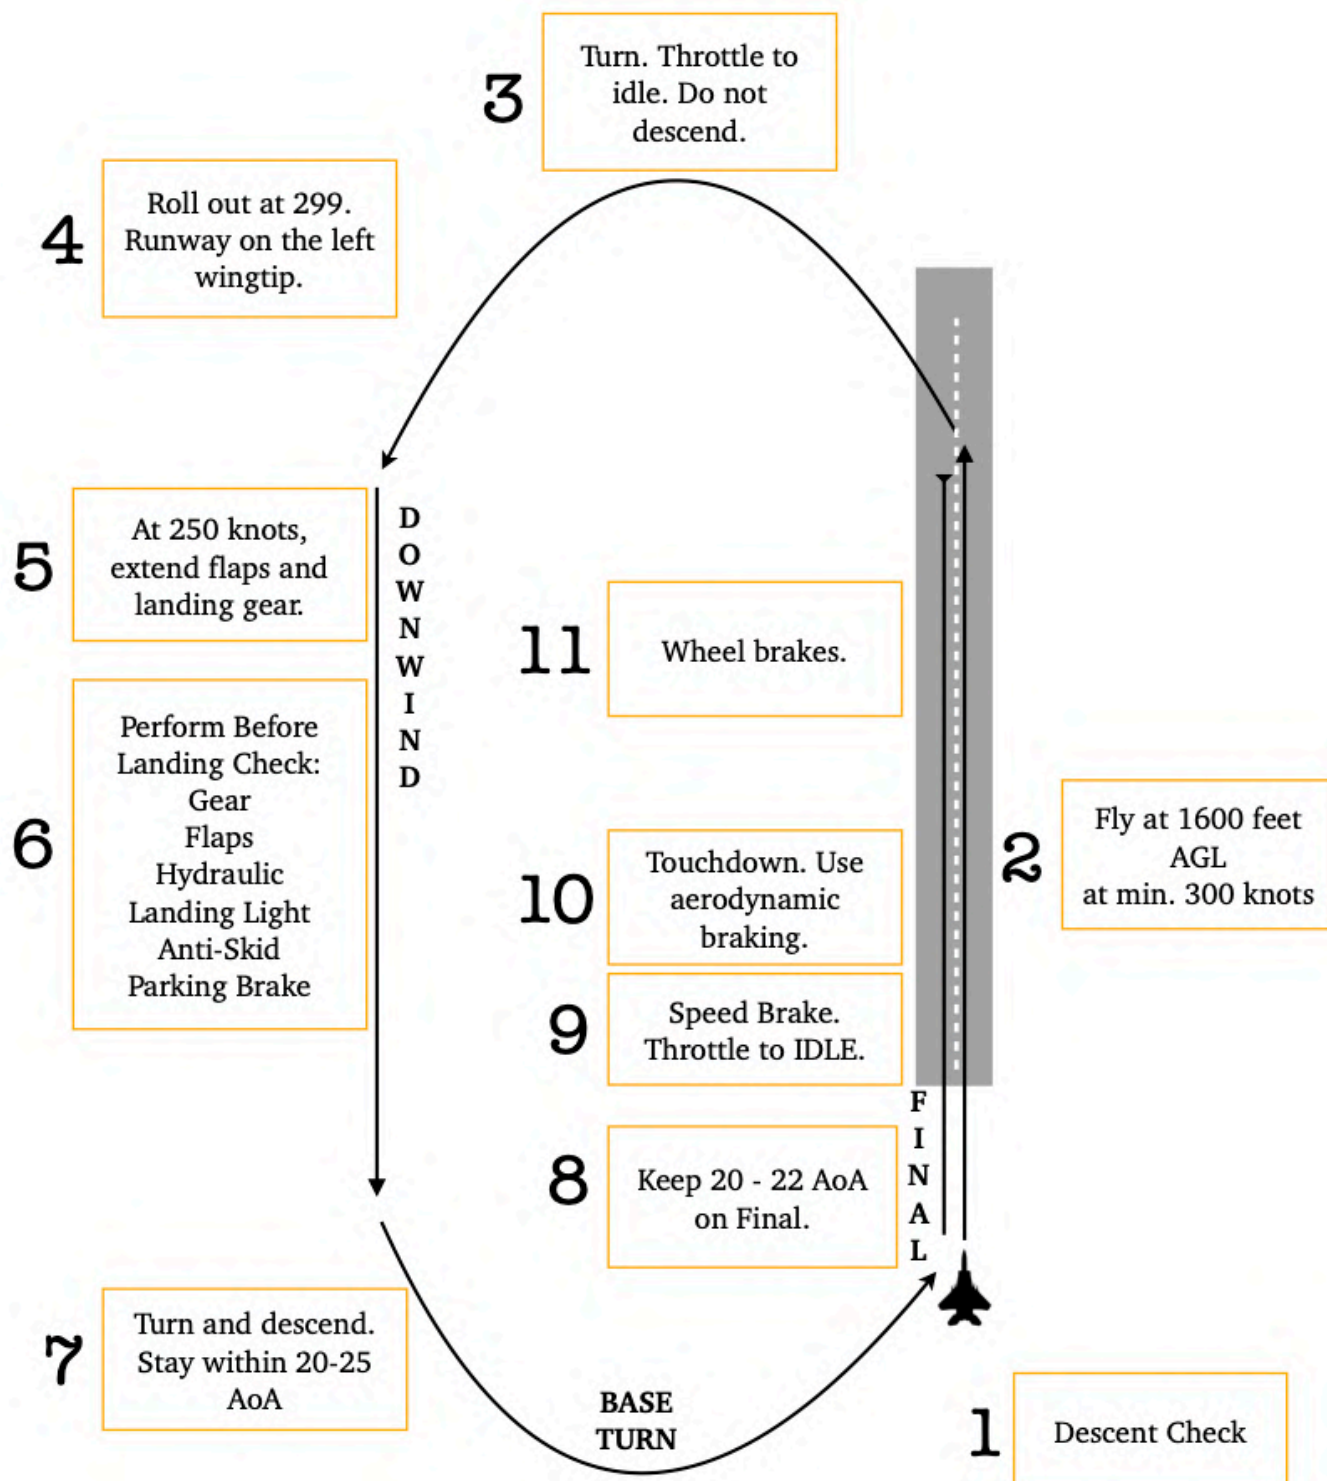 3
Turn. Throttle to
idle. Do not
descend.
4
Roll out at 299.
Runway on the left
wingtip.
5
At 250 knots,
extend flaps and
landing gear.
D
O
W
N
W
I
N
D
6
Perform Before
Landing Check:
Gear
Flaps
Hydraulic
Landing Light
Anti-Skid
Parking Brake
11
Wheel brakes.
2
Fly at 1600 feet
AGL
at min. 300 knots
10
Touchdown. Use
aerodynamic
braking.
9
Speed Brake.
Throttle to IDLE.
8
Keep 20 - 22 AoA
on Final.
F
I
N
A
L
7
Turn and descend.
Stay within 20-25
AoA
BASE
TURN
1
Descent Check